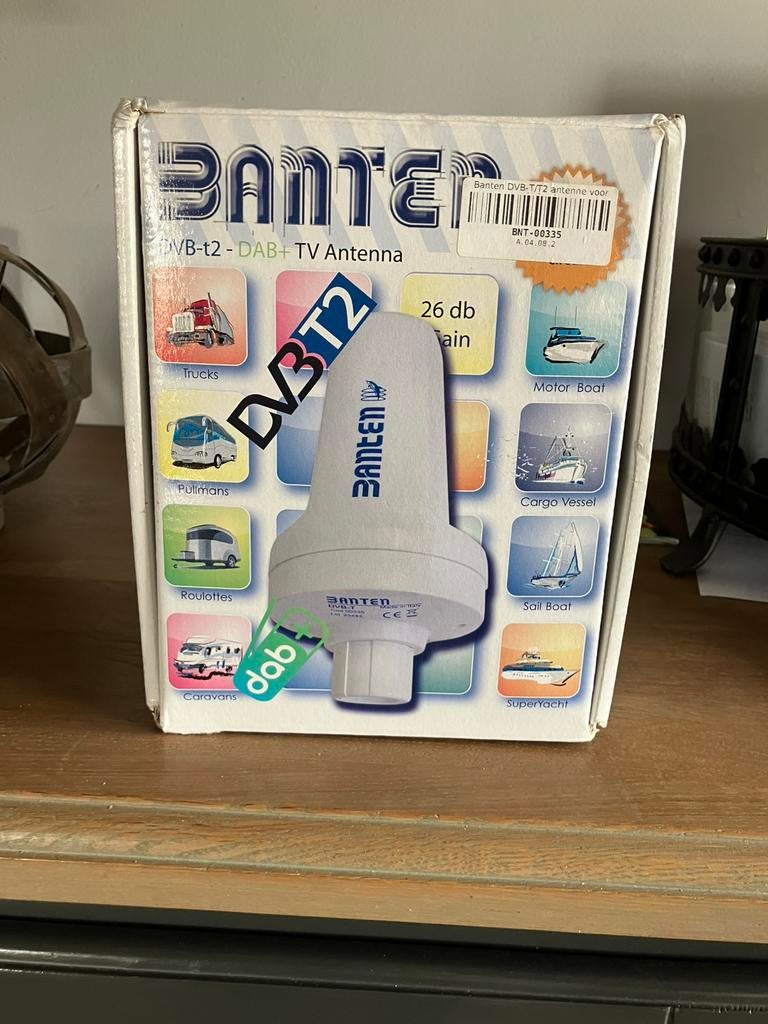 BANTEN
Banten DVB-T/T2 antenne voor
BNT-00335
A.04.08.2
DVB-t2 - DAB+ TV Antenna
Trucks
DVB T2
26 db
Gain
Motor Boat
Pullmans
BANTEN
Cargo Vessel
Roulottes
Sail Boat
BANTEN
DVB-T
Made in Italy
CE
dab+
Caravans
SuperYacht